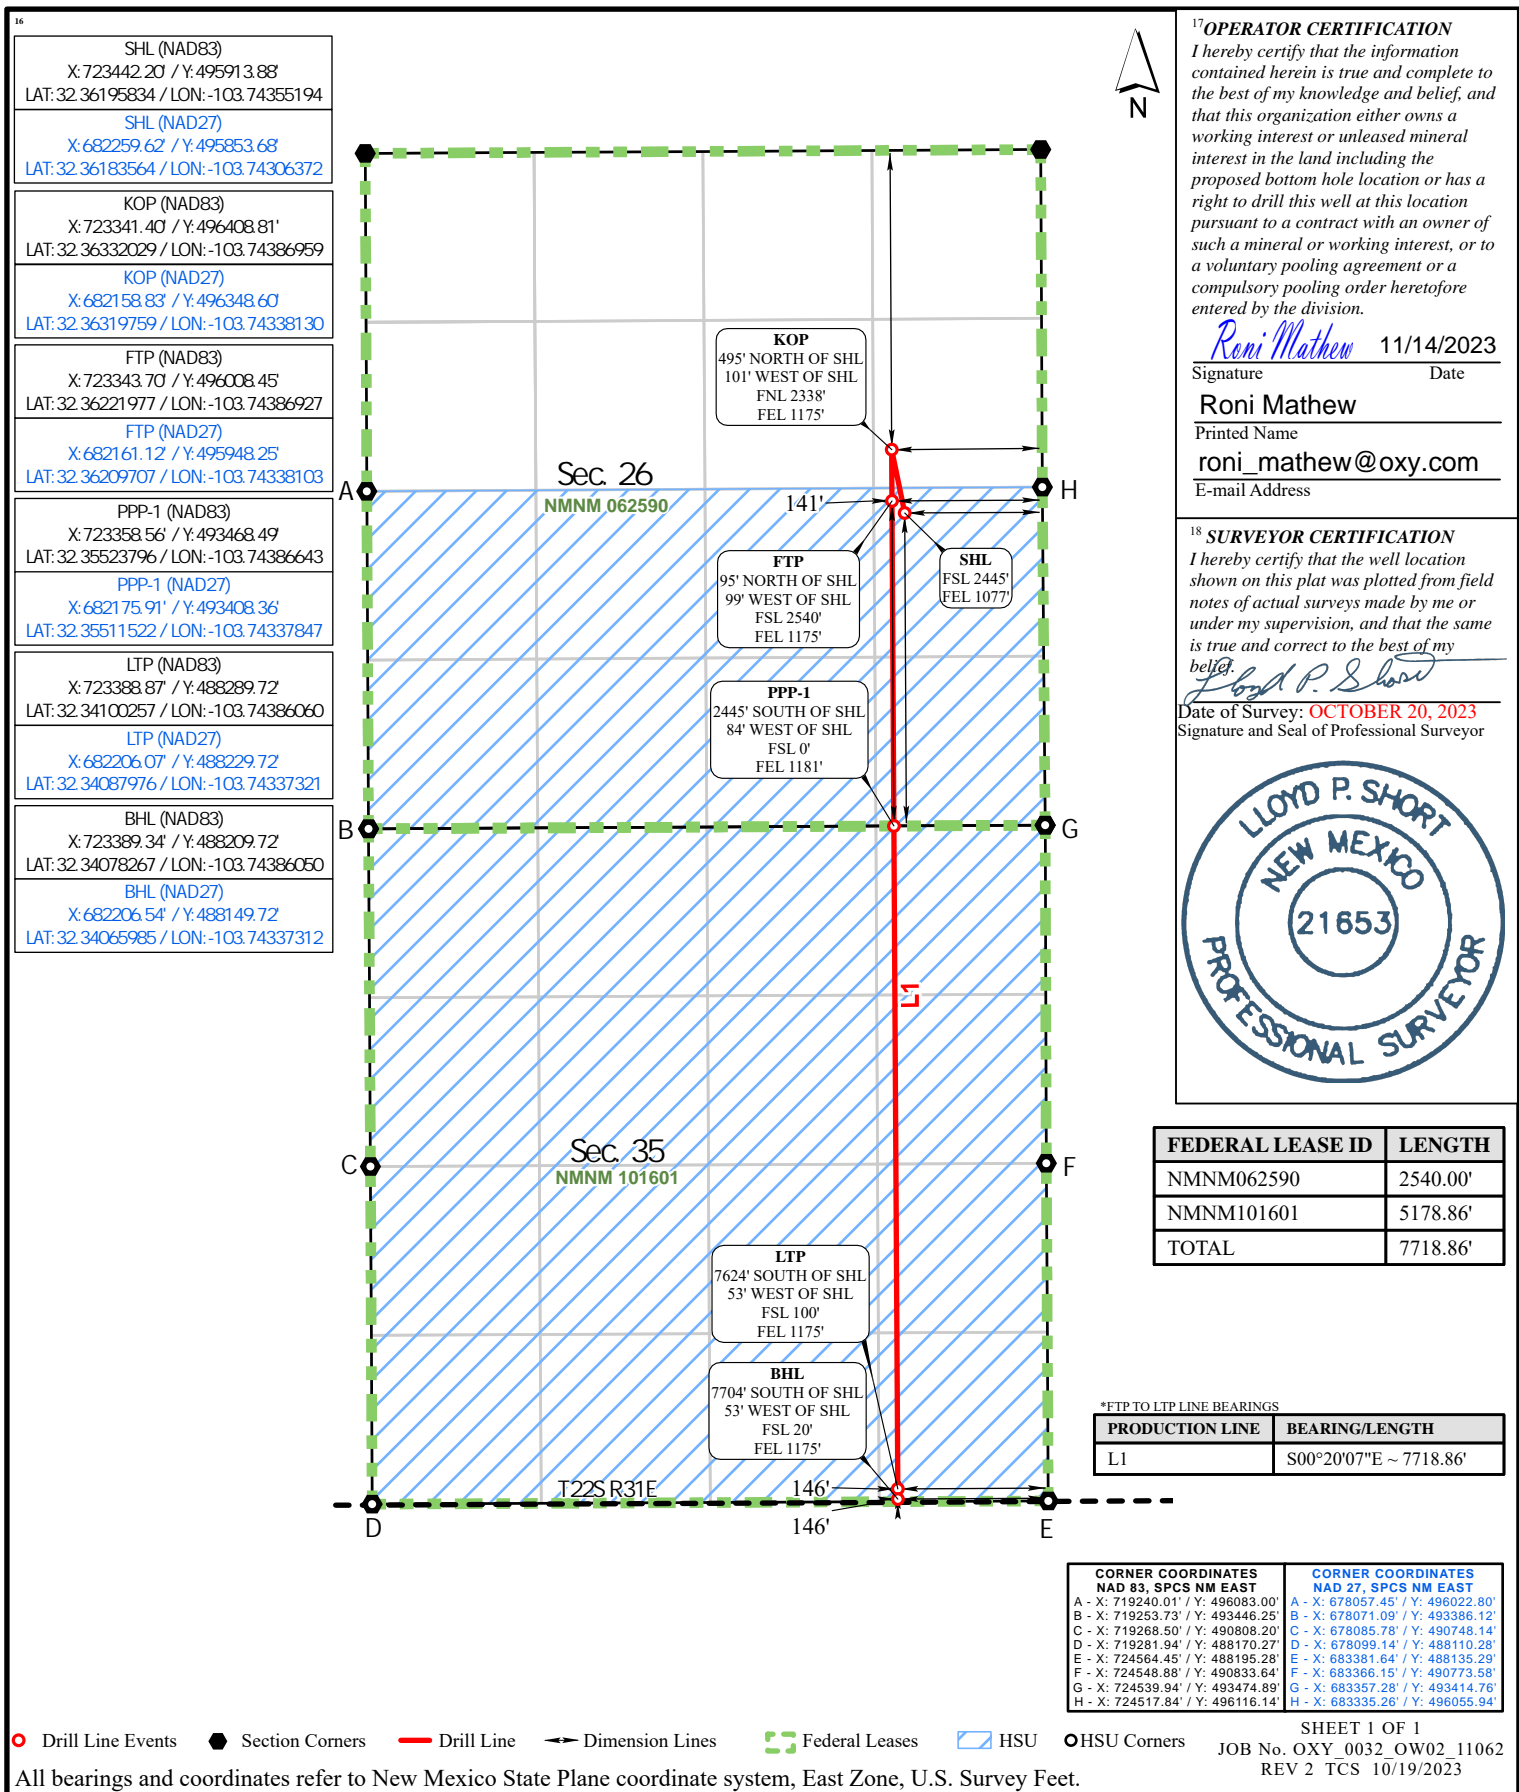 16
SHL (NAD83)
X:723442.20' / Y:495913.88'
LAT:32.36195834 / LON:-103.74355194
SHL (NAD27)
X:682259.62' / Y:495853.68'
LAT:32.36183564 / LON:-103.74306372
KOP (NAD83)
X:723341.40' / Y:496408.81'
LAT:32.36332029 / LON:-103.74386959
KOP (NAD27)
X:682158.83' / Y:496348.60'
LAT:32.36319759 / LON:-103.74338130
FTP (NAD83)
X:723343.70' / Y:496008.45'
LAT:32.36221977 / LON:-103.74386927
FTP (NAD27)
X:682161.12' / Y:495948.25'
LAT:32.36209707 / LON:-103.74338103
PPP-1 (NAD83)
X:723358.56' / Y:493468.49'
LAT:32.35523796 / LON:-103.74386643
PPP-1 (NAD27)
X:682175.91' / Y:493408.36'
LAT:32.35511522 / LON:-103.74337847
LTP (NAD83)
X:723388.87' / Y:488289.72'
LAT:32.34100257 / LON:-103.74386060
LTP (NAD27)
X:682206.07' / Y:488229.72'
LAT:32.34087976 / LON:-103.74337321
BHL (NAD83)
X:723389.34' / Y:488209.72'
LAT:32.34078267 / LON:-103.74386050
BHL (NAD27)
X:682206.54' / Y:488149.72'
LAT:32.34065985 / LON:-103.74337312
N
KOP
495' NORTH OF SHL
101' WEST OF SHL
FNL 2338'
FEL 1175'
A
Sec. 26
NMNM 062590
141'
H
FTP
95' NORTH OF SHL
99' WEST OF SHL
FSL 2540'
FEL 1175'
SHL
FSL 2445'
FEL 1077'
PPP-1
2445' SOUTH OF SHL
84' WEST OF SHL
FSL 0'
FEL 1181'
B
G
L1
C
Sec. 35
NMNM 101601
F
LTP
7624' SOUTH OF SHL
53' WEST OF SHL
FSL 100'
FEL 1175'
BHL
7704' SOUTH OF SHL
53' WEST OF SHL
FSL 20'
FEL 1175'
T22S R31E
146'
146'
D
E
17 OPERATOR CERTIFICATION
I hereby certify that the information
contained herein is true and complete to
the best of my knowledge and belief, and
that this organization either owns a
working interest or unleased mineral
interest in the land including the
proposed bottom hole location or has a
right to drill this well at this location
pursuant to a contract with an owner of
such a mineral or working interest, or to
a voluntary pooling agreement or a
compulsory pooling order heretofore
entered by the division.
Roni Mathew 11/14/2023
Signature Date
Roni Mathew
Printed Name
roni_mathew@oxy.com
E-mail Address
18 SURVEYOR CERTIFICATION
I hereby certify that the well location
shown on this plat was plotted from field
notes of actual surveys made by me or
under my supervision, and that the same
is true and correct to the best of my
belief.
Lloyd P. Short
Date of Survey: OCTOBER 20, 2023
Signature and Seal of Professional Surveyor
LLOYD P. SHORT
NEW MEXICO
21653
PROFESSIONAL SURVEYOR
FEDERAL LEASE ID LENGTH
NMNM062590 2540.00'
NMNM101601 5178.86'
TOTAL 7718.86'
*FTP TO LTP LINE BEARINGS
PRODUCTION LINE BEARING/LENGTH
L1 S00°20'07"E ~ 7718.86'
CORNER COORDINATES
NAD 83, SPCS NM EAST
A - X: 719240.01' / Y: 496083.00'
B - X: 719253.73' / Y: 493446.25'
C - X: 719268.50' / Y: 490808.20'
D - X: 719281.94' / Y: 488170.27'
E - X: 724564.45' / Y: 488195.28'
F - X: 724548.88' / Y: 490833.64'
G - X: 724539.94' / Y: 493474.89'
H - X: 724517.84' / Y: 496116.14'
CORNER COORDINATES
NAD 27, SPCS NM EAST
A - X: 678057.45' / Y: 496022.80'
B - X: 678071.09' / Y: 493386.12'
C - X: 678085.78' / Y: 490748.14'
D - X: 678099.14' / Y: 488110.28'
E - X: 683381.64' / Y: 488135.29'
F - X: 683366.15' / Y: 490773.58'
G - X: 683357.28' / Y: 493414.76'
H - X: 683335.26' / Y: 496055.94'
Drill Line Events Section Corners Drill Line Dimension Lines Federal Leases HSU HSU Corners
SHEET 1 OF 1
JOB No. OXY_0032_OW02_11062
REV 2 TCS 10/19/2023
All bearings and coordinates refer to New Mexico State Plane coordinate system, East Zone, U.S. Survey Feet.